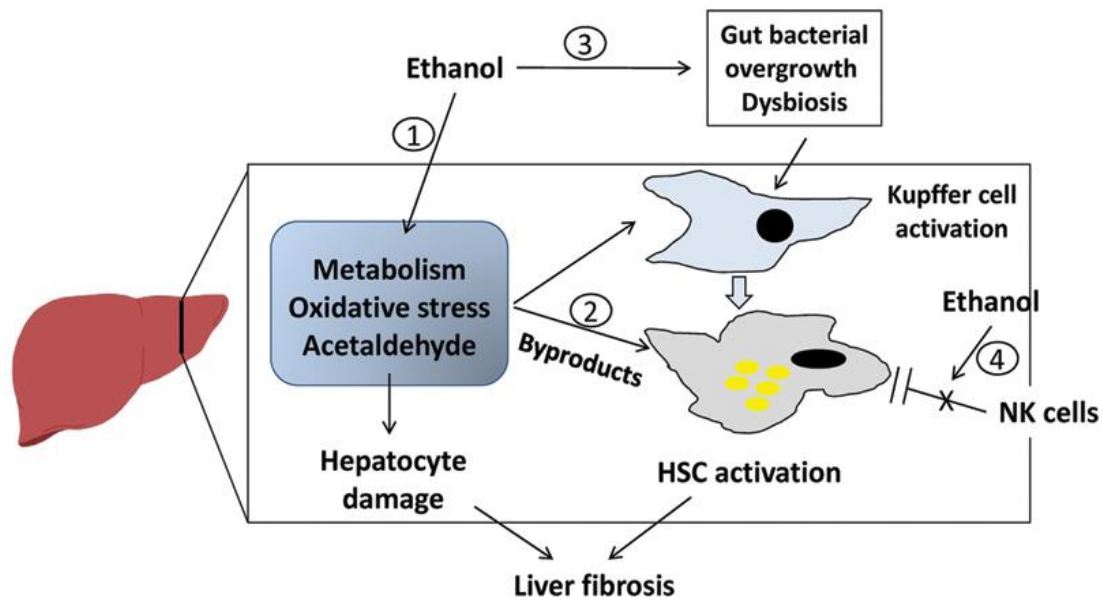 ③
Ethanol
Gut bacterial
overgrowth
Dysbiosis
①
Kupffer cell
activation
Metabolism
Oxidative stress
Acetaldehyde
②
Byproducts
Ethanol
④
NK cells
Hepatocyte
damage
HSC activation
Liver fibrosis